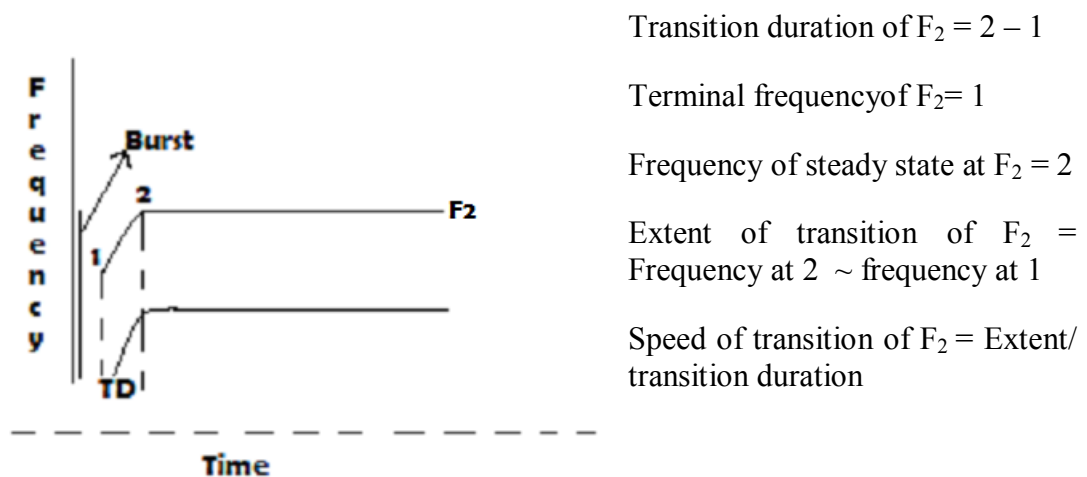 Frequency
Burst
2
1
F2
TD
Time
Transition duration of F₂ = 2 – 1
Terminal frequencyof F₂= 1
Frequency of steady state at F₂ = 2
Extent of transition of F₂ =
Frequency at 2 ~ frequency at 1
Speed of transition of F₂ = Extent/
transition duration